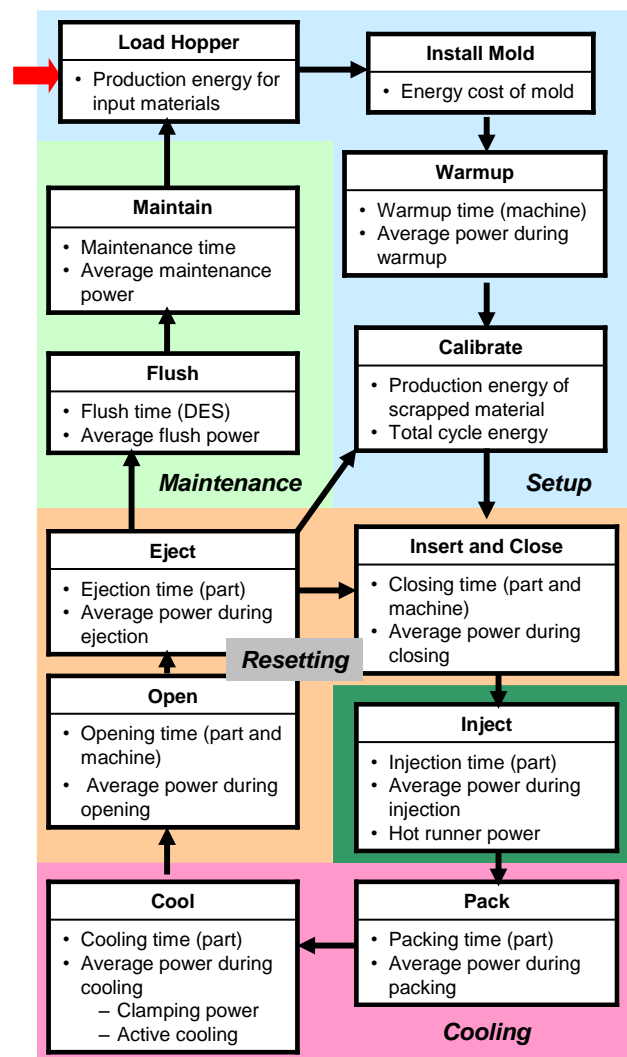 Load Hopper
• Production energy for
input materials
Install Mold
• Energy cost of mold
Warmup
• Warmup time (machine)
• Average power during
warmup
Maintain
• Maintenance time
• Average maintenance
power
Calibrate
• Production energy of
scrapped material
• Total cycle energy
Flush
• Flush time (DES)
• Average flush power
Maintenance
Setup
Eject
• Ejection time (part)
• Average power during
ejection
Insert and Close
• Closing time (part and
machine)
• Average power during
closing
Resetting
Open
• Opening time (part and
machine)
• Average power during
opening
Inject
• Injection time (part)
• Average power during
injection
• Hot runner power
Cool
• Cooling time (part)
• Average power during
cooling
– Clamping power
– Active cooling
Pack
• Packing time (part)
• Average power during
packing
Cooling